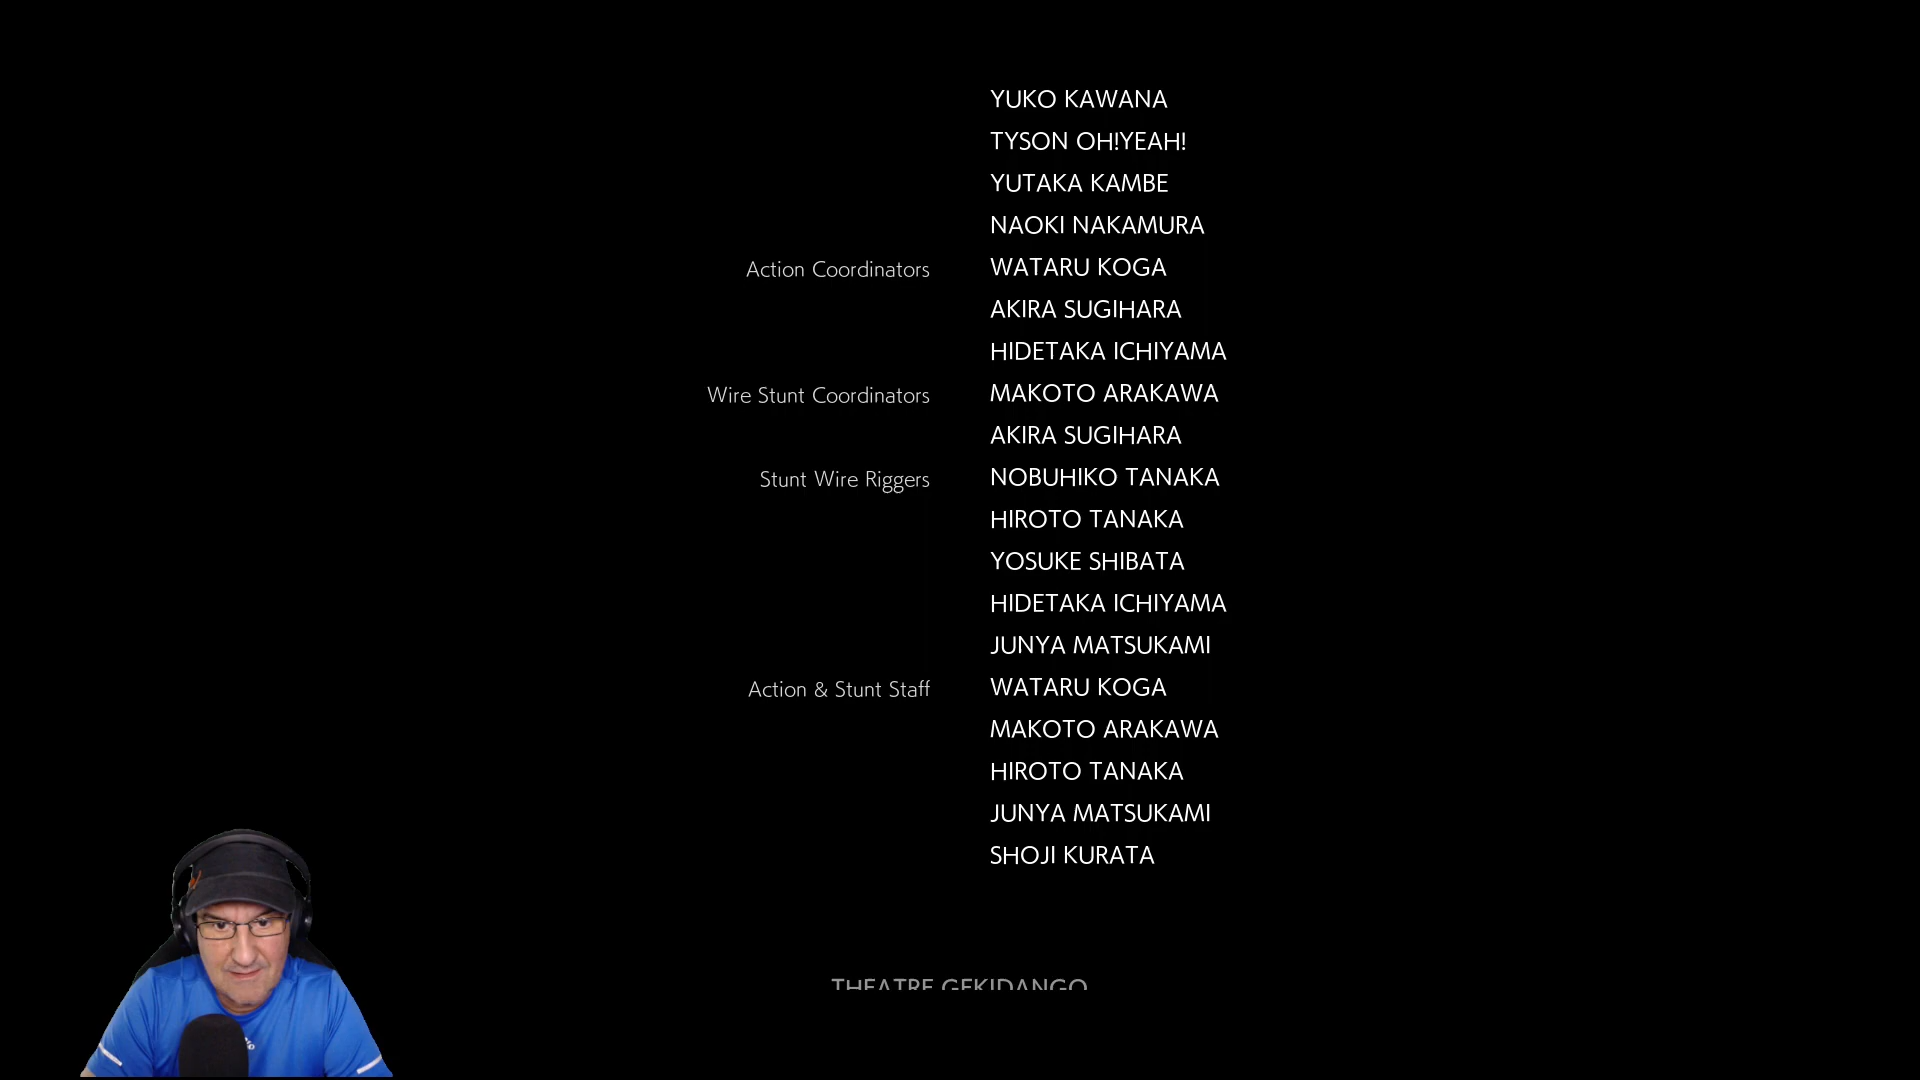 YUKO KAWANA
TYSON OH!YEAH!
YUTAKA KAMBE
NAOKI NAKAMURA
Action Coordinators WATARU KOGA
AKIRA SUGIHARA
HIDETAKA ICHIYAMA
Wire Stunt Coordinators MAKOTO ARAKAWA
AKIRA SUGIHARA
Stunt Wire Riggers NOBUHIKO TANAKA
HIROTO TANAKA
YOSUKE SHIBATA
HIDETAKA ICHIYAMA
JUNYA MATSUKAMI
Action & Stunt Staff WATARU KOGA
MAKOTO ARAKAWA
HIROTO TANAKA
JUNYA MATSUKAMI
SHOJI KURATA
THEATRE GEKIDANGO